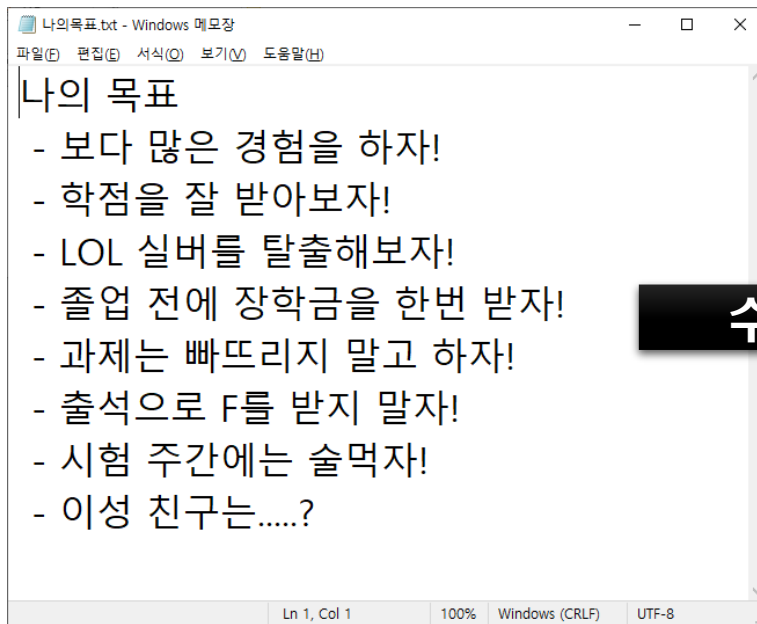 나의목표.txt - Windows 메모장
파일(F) 편집(E) 서식(O) 보기(V) 도움말(H)
나의 목표
- 보다 많은 경험을 하자!
- 학점을 잘 받아보자!
- LOL 실버를 탈출해보자!
- 졸업 전에 장학금을 한번 받자!
- 과제는 빠뜨리지 말고 하자!
- 출석으로 F를 받지 말자!
- 시험 주간에는 술먹자!
- 이성 친구는.....?
Ln 1, Col 1 100% Windows (CRLF) UTF-8